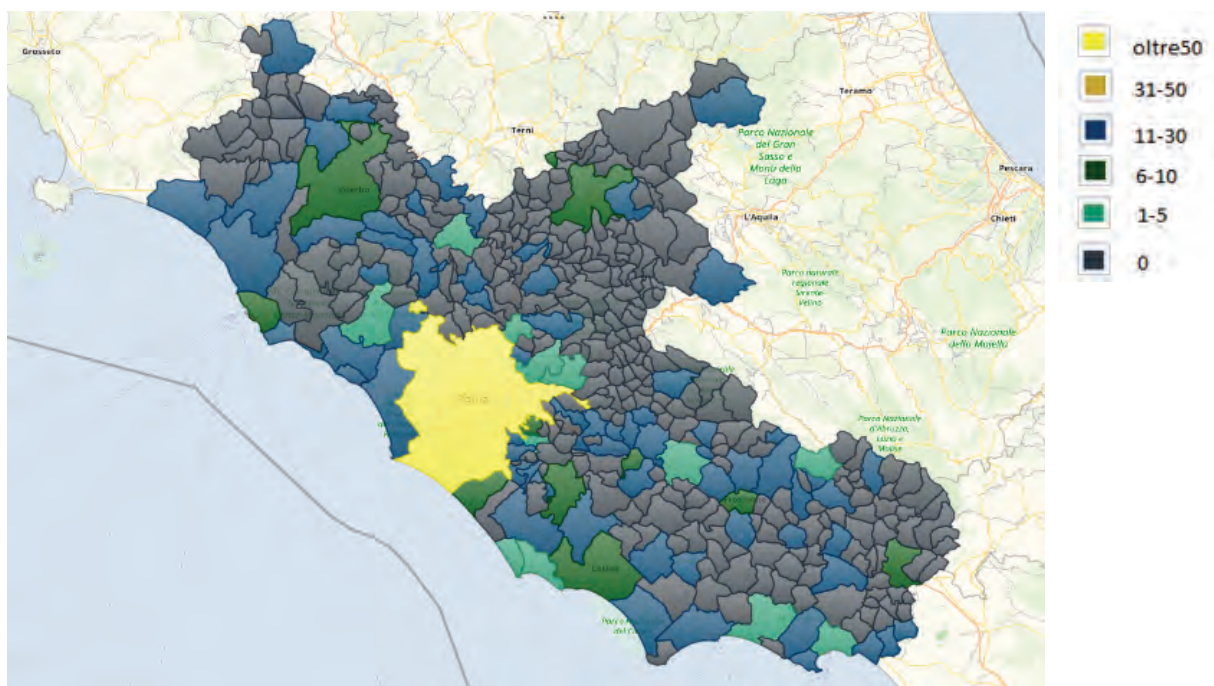 Grosseto
Terni
Teramo
Parco Nazionale
del Gran
Sasso e
Monti della
Laga
Pescara
L'Aquila
Chieti
Parco naturale
regionale
Sirente-
Velino
Parco Nazionale
della Majella
Parco Nazionale
d'Abruzzo,
Lazio e
Molise
Viterbo
Roma
Latina
oltre50
31-50
11-30
6-10
1-5
0